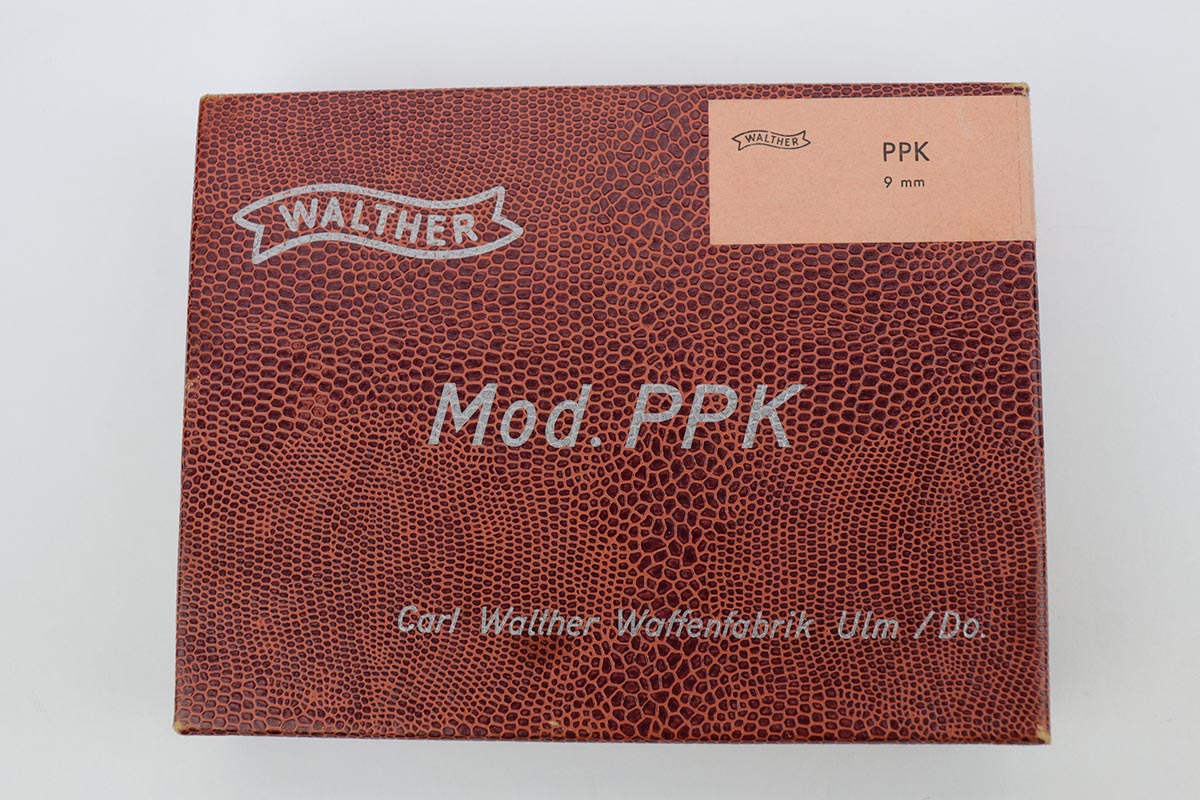 WALTHER
PPK
9 mm
WALTHER
Mod. PPK
Carl Walther Waffenfabrik Ulm / Do.